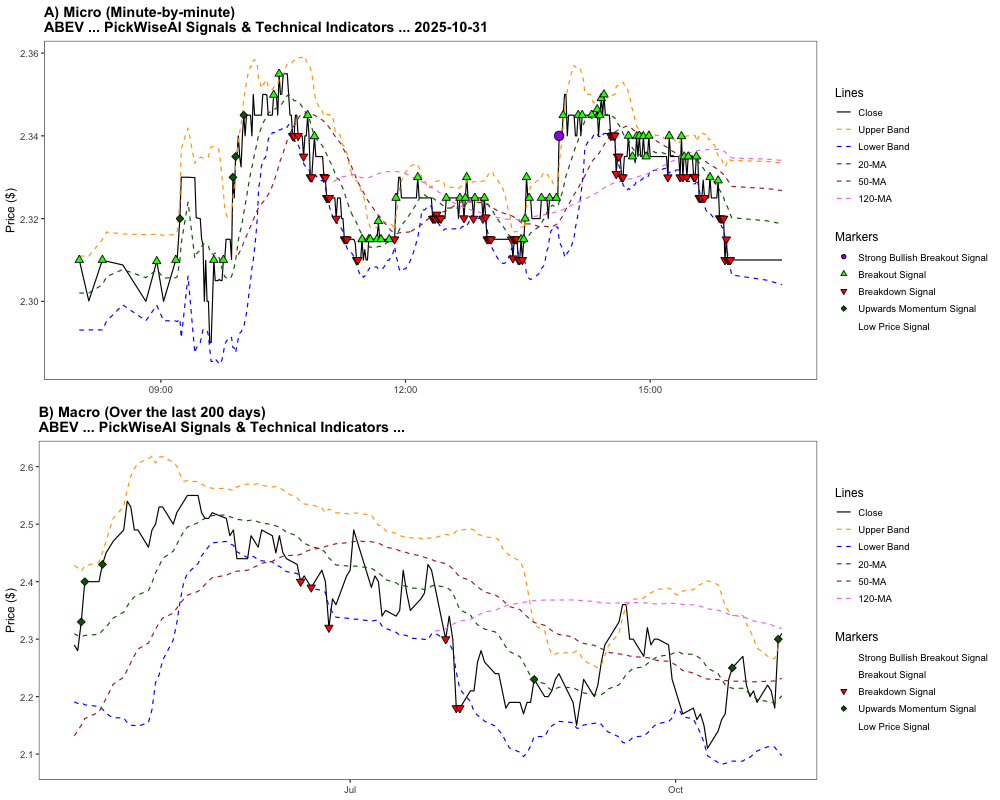 A) Micro (Minute-by-minute)
ABEV ... PickWiseAI Signals & Technical Indicators ... 2025-10-31
2.36
2.34
2.32
2.30
Price ($)
09:00
12:00
15:00
Lines
Close
Upper Band
Lower Band
20-MA
50-MA
120-MA
Markers
Strong Bullish Breakout Signal
Breakout Signal
Breakdown Signal
Upwards Momentum Signal
Low Price Signal
B) Macro (Over the last 200 days)
ABEV ... PickWiseAI Signals & Technical Indicators ...
2.6
2.5
2.4
2.3
2.2
2.1
Price ($)
Jul
Oct
Lines
Close
Upper Band
Lower Band
20-MA
50-MA
120-MA
Markers
Strong Bullish Breakout Signal
Breakout Signal
Breakdown Signal
Upwards Momentum Signal
Low Price Signal